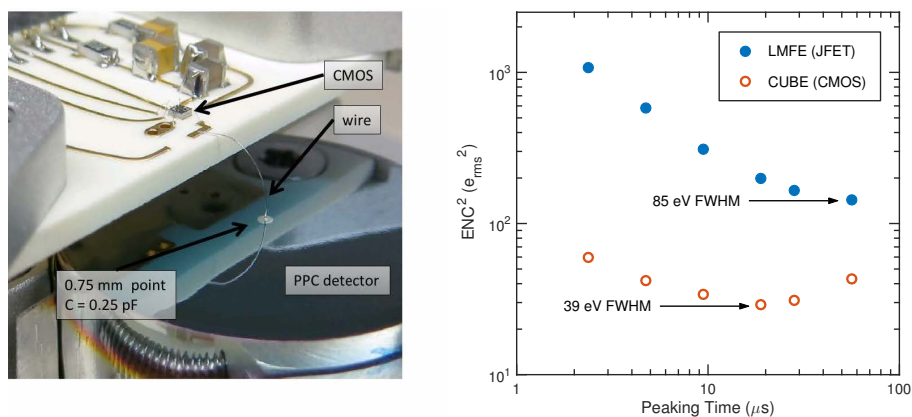 CMOS
wire
0.75 mm point
C = 0.25 pF
PPC detector
LMFE (JFET)
CUBE (CMOS)
ENC² (e_rms²)
10³
10²
10¹
85 eV FWHM
39 eV FWHM
1
10
100
Peaking Time (μs)